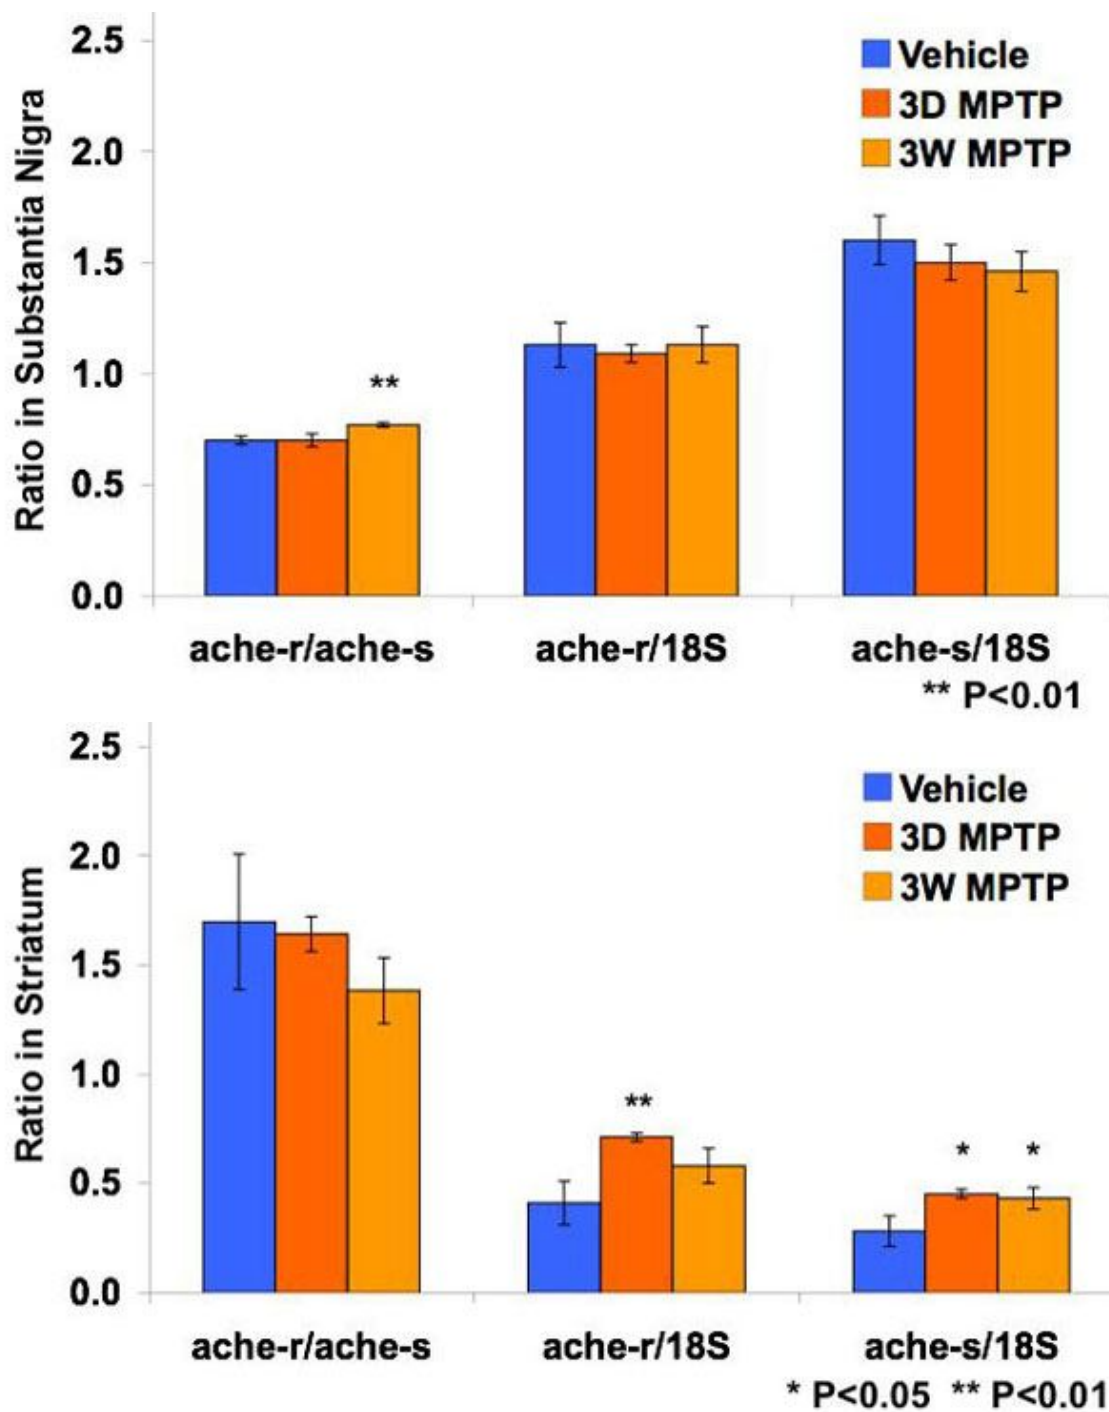 Ratio in Substantia Nigra
2.5
2.0
1.5
1.0
0.5
0.0
Vehicle
3D MPTP
3W MPTP
**
ache-r/ache-s
ache-r/18S
ache-s/18S
** P<0.01
Ratio in Striatum
2.5
2.0
1.5
1.0
0.5
0.0
Vehicle
3D MPTP
3W MPTP
**
*
*
ache-r/ache-s
ache-r/18S
ache-s/18S
* P<0.05 ** P<0.01